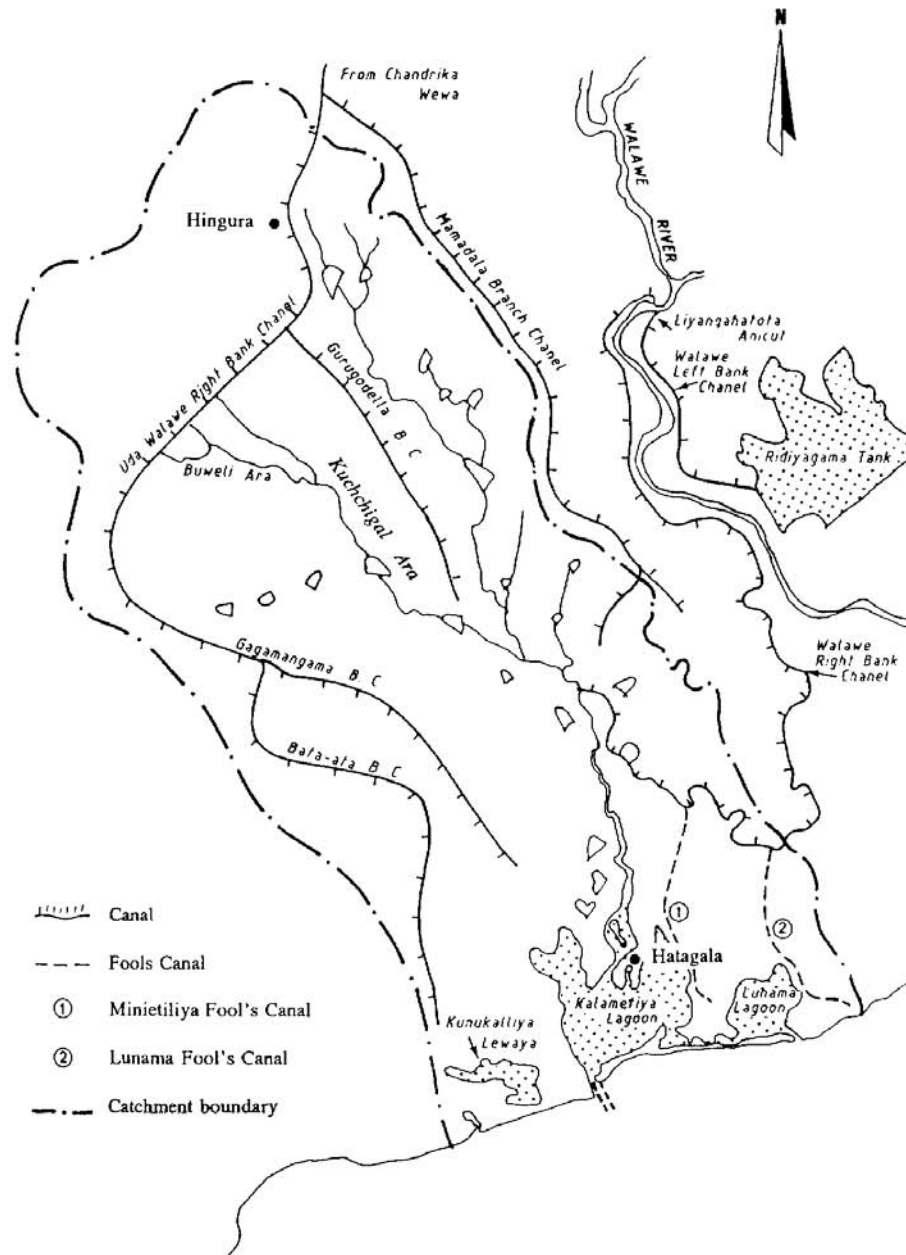 N
From Chandrika
Wewa
WALAWE
RIVER
Hingura
Mamadala Branch Chanel
Liyangahatota
Anicut
Walawe
Left Bank
Chanel
Ridiyagama Tank
Uda Walawe Right Bank Chanel
Gurugodella B C
Buweli Ara
Kuchchigal Ara
Gagamangama B C
Walawe
Right Bank
Chanel
Bata-ata B C
Canal
Fools Canal
1 Minietiliya Fool's Canal
2 Lunama Fool's Canal
Catchment boundary
1
2
Hatagala
Kalametiya
Lagoon
Lunama
Lagoon
Kunukalliya
Lewaya